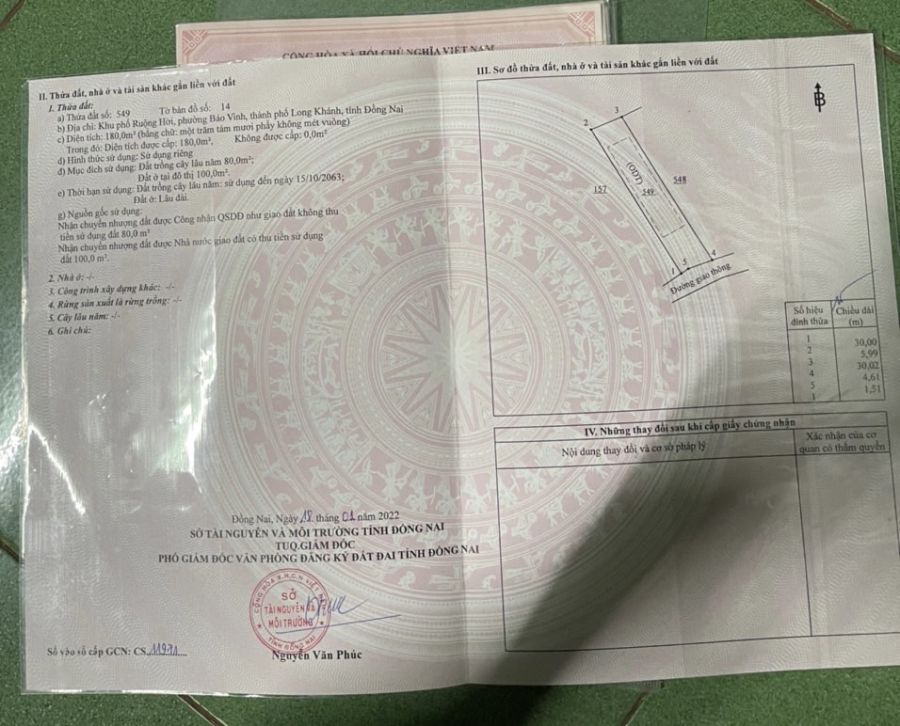 CỘNG HÒA XÃ HỘI CHỦ NGHĨA VIỆT NAM
II. Thửa đất, nhà ở và tài sản khác gắn liền với đất
1. Thửa đất:
a) Thửa đất số: 549 Tờ bản đồ số: 14
b) Địa chỉ: Khu phố Ruộng Hời, phường Bảo Vinh, thành phố Long Khánh, tỉnh Đồng Nai
c) Diện tích: 180,0m² (bằng chữ: một trăm tám mươi phẩy không mét vuông)
Trong đó: Diện tích được cấp: 180,0m², Không được cấp: 0,0m²
d) Hình thức sử dụng: Sử dụng riêng
đ) Mục đích sử dụng: Đất trồng cây lâu năm 80,0m²;
Đất ở tại đô thị 100,0m².
e) Thời hạn sử dụng: Đất trồng cây lâu năm: sử dụng đến ngày 15/10/2063;
Đất ở: Lâu dài.
g) Nguồn gốc sử dụng:
Nhận chuyển nhượng đất được Công nhận QSDĐ như giao đất không thu
tiền sử dụng đất 80,0 m²
Nhận chuyển nhượng đất được Nhà nước giao đất có thu tiền sử dụng
đất 100,0 m².
2. Nhà ở: -/-
3. Công trình xây dựng khác: -/-
4. Rừng sản xuất là rừng trồng: -/-
5. Cây lâu năm: -/-
6. Ghi chú:
Đồng Nai, Ngày 18 tháng 01 năm 2022
SỞ TÀI NGUYÊN VÀ MÔI TRƯỜNG TỈNH ĐỒNG NAI
TUQ.GIÁM ĐỐC
PHÓ GIÁM ĐỐC VĂN PHÒNG ĐĂNG KÝ ĐẤT ĐAI TỈNH ĐỒNG NAI
CỘNG HÒA X.H.C.N VIỆT NAM
SỞ
TÀI NGUYÊN VÀ
MÔI TRƯỜNG
TỈNH ĐỒNG NAI
Nguyễn Văn Phúc
Số vào sổ cấp GCN: CS
III. Sơ đồ thửa đất, nhà ở và tài sản khác gắn liền với đất
B
2
3
(ODT)
157
549
548
1
5
4
Đường giao thông
Số hiệu đỉnh thửa Chiều dài (m)
1
30,00
2
5,99
3
30,02
4
4,61
5
1,51
1
IV. Những thay đổi sau khi cấp giấy chứng nhận
Nội dung thay đổi và cơ sở pháp lý
Xác nhận của cơ
quan có thẩm quyền